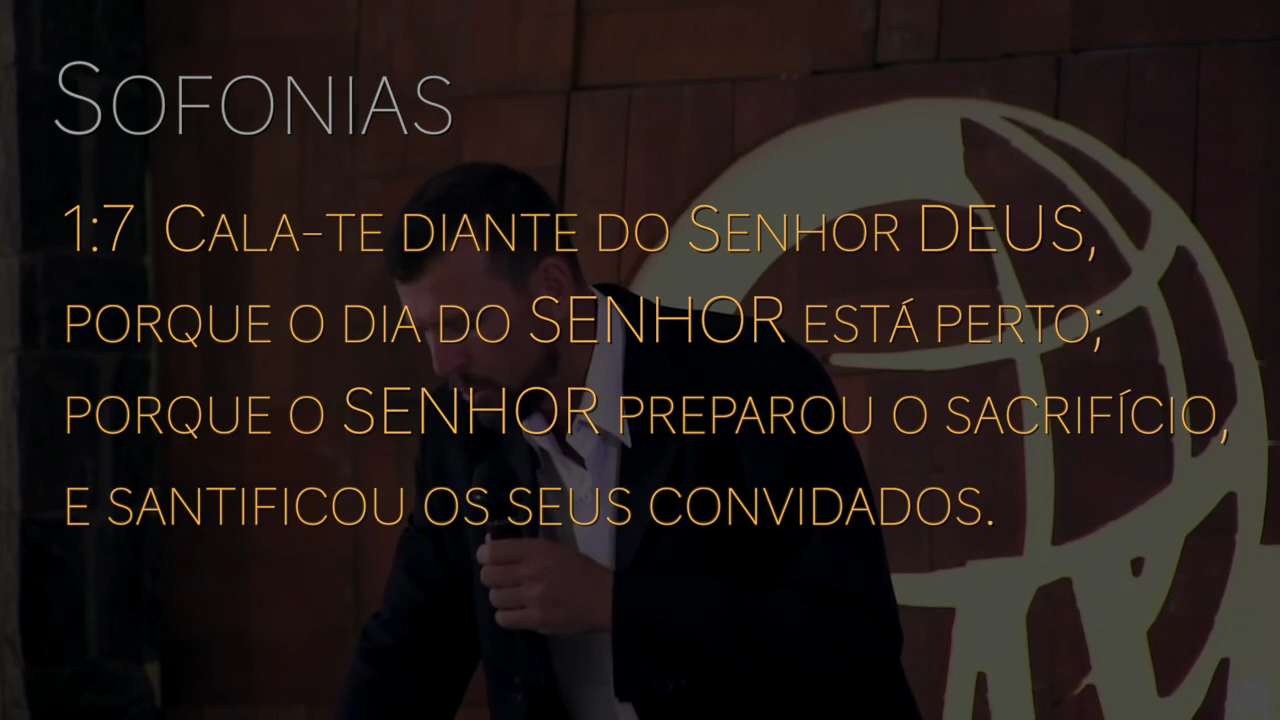 Sofonias
1:7 Cala-te diante do Senhor DEUS,
porque o dia do SENHOR está perto;
porque o SENHOR preparou o sacrifício,
e santificou os seus convidados.